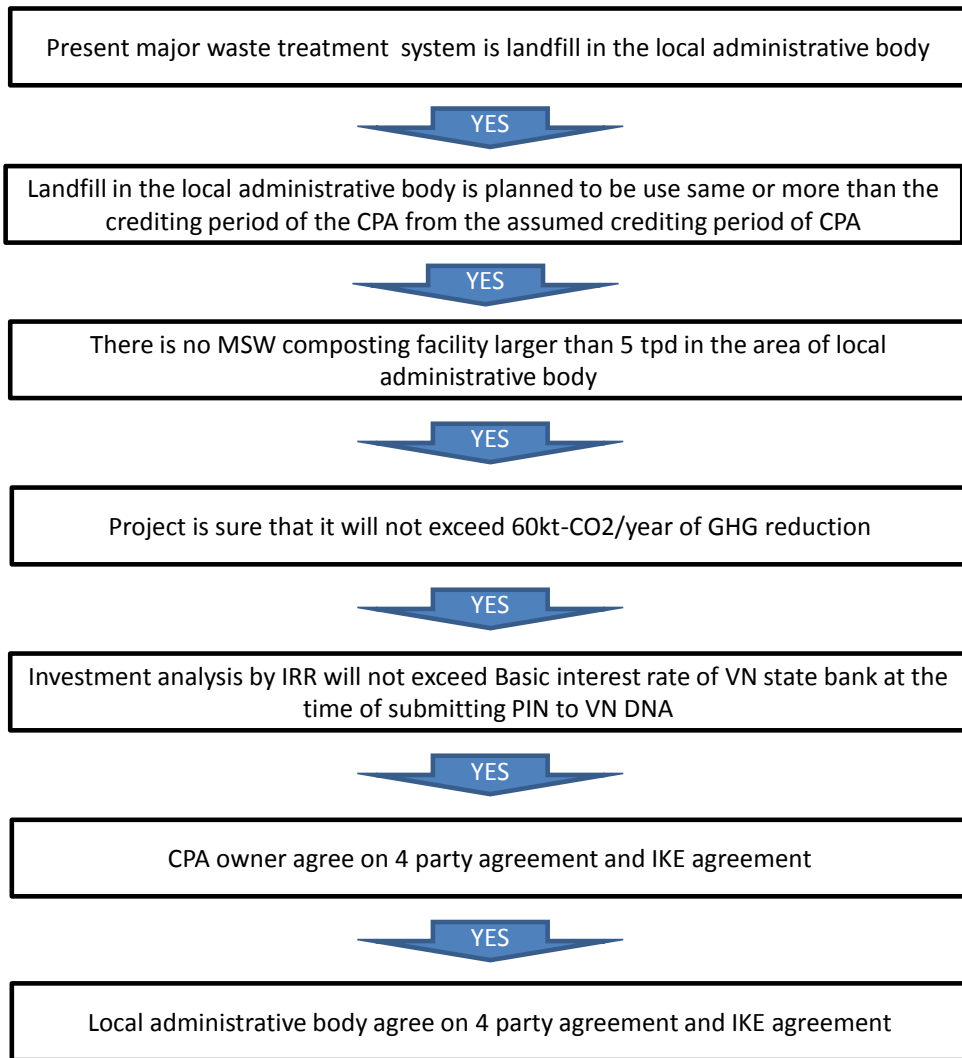 Present major waste treatment system is landfill in the local administrative body
YES
Landfill in the local administrative body is planned to be use same or more than the
crediting period of the CPA from the assumed crediting period of CPA
YES
There is no MSW composting facility larger than 5 tpd in the area of local
administrative body
YES
Project is sure that it will not exceed 60kt-CO2/year of GHG reduction
YES
Investment analysis by IRR will not exceed Basic interest rate of VN state bank at the
time of submitting PIN to VN DNA
YES
CPA owner agree on 4 party agreement and IKE agreement
YES
Local administrative body agree on 4 party agreement and IKE agreement